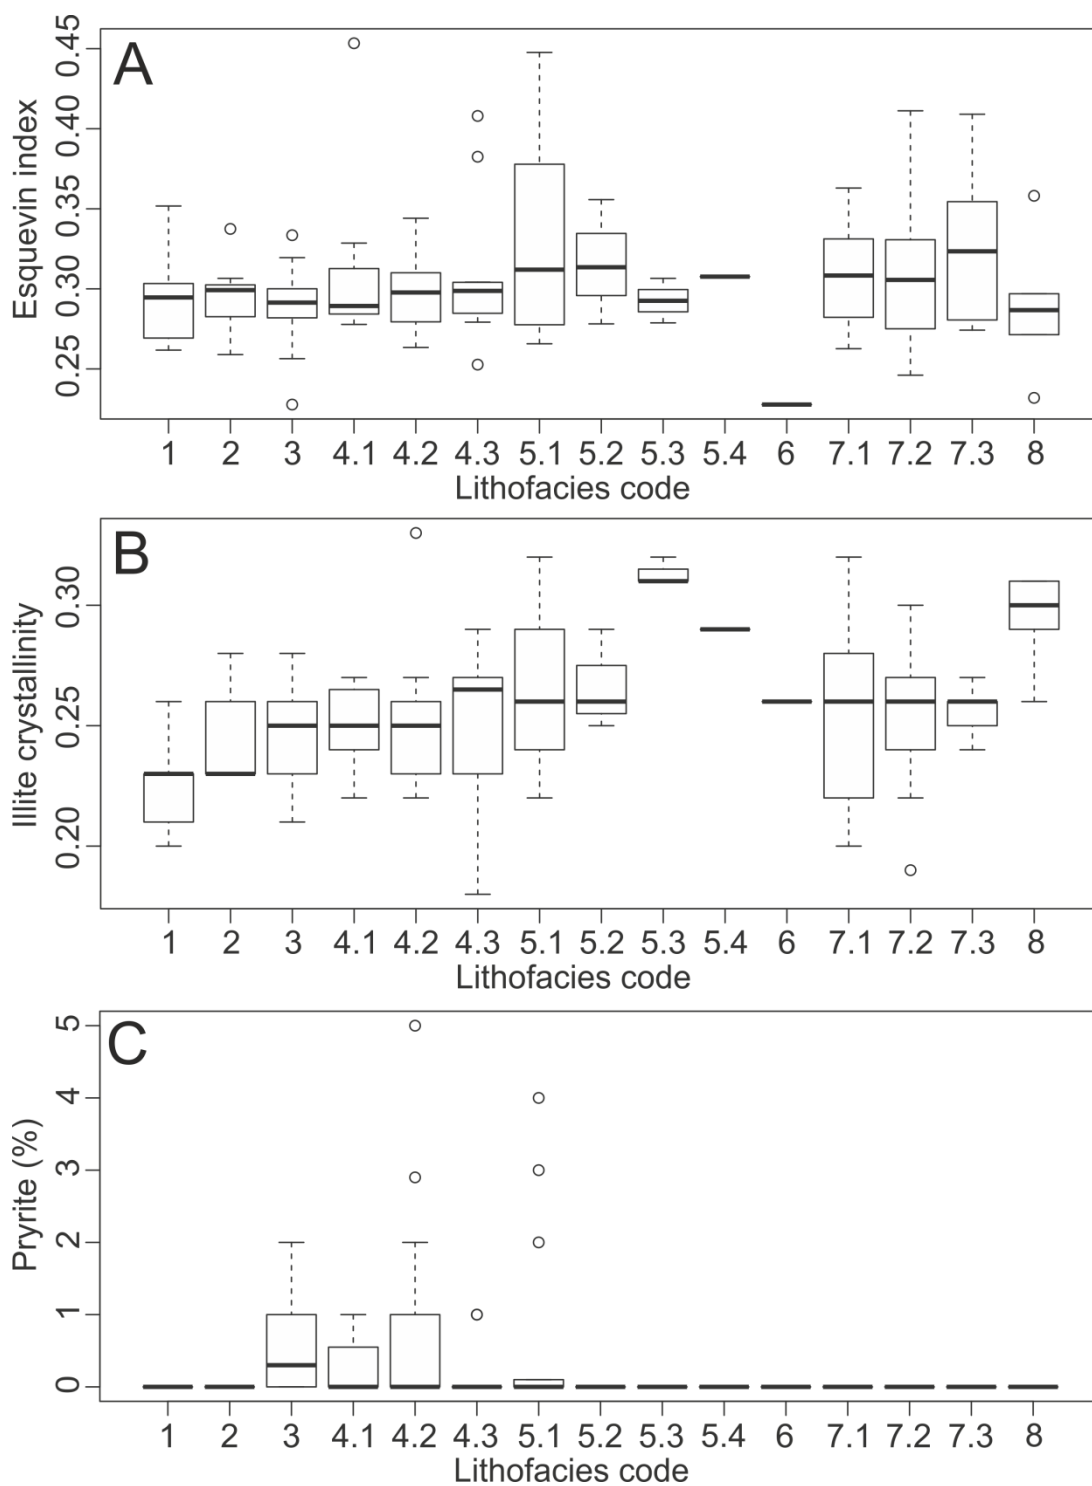 A
Esquevin index
0.45
0.40
0.35
0.30
0.25
1 2 3 4.1 4.2 4.3 5.1 5.2 5.3 5.4 6 7.1 7.2 7.3 8
Lithofacies code
B
Illite crystallinity
0.30
0.25
0.20
1 2 3 4.1 4.2 4.3 5.1 5.2 5.3 5.4 6 7.1 7.2 7.3 8
Lithofacies code
C
Pryrite (%)
5
4
3
2
1
0
1 2 3 4.1 4.2 4.3 5.1 5.2 5.3 5.4 6 7.1 7.2 7.3 8
Lithofacies code